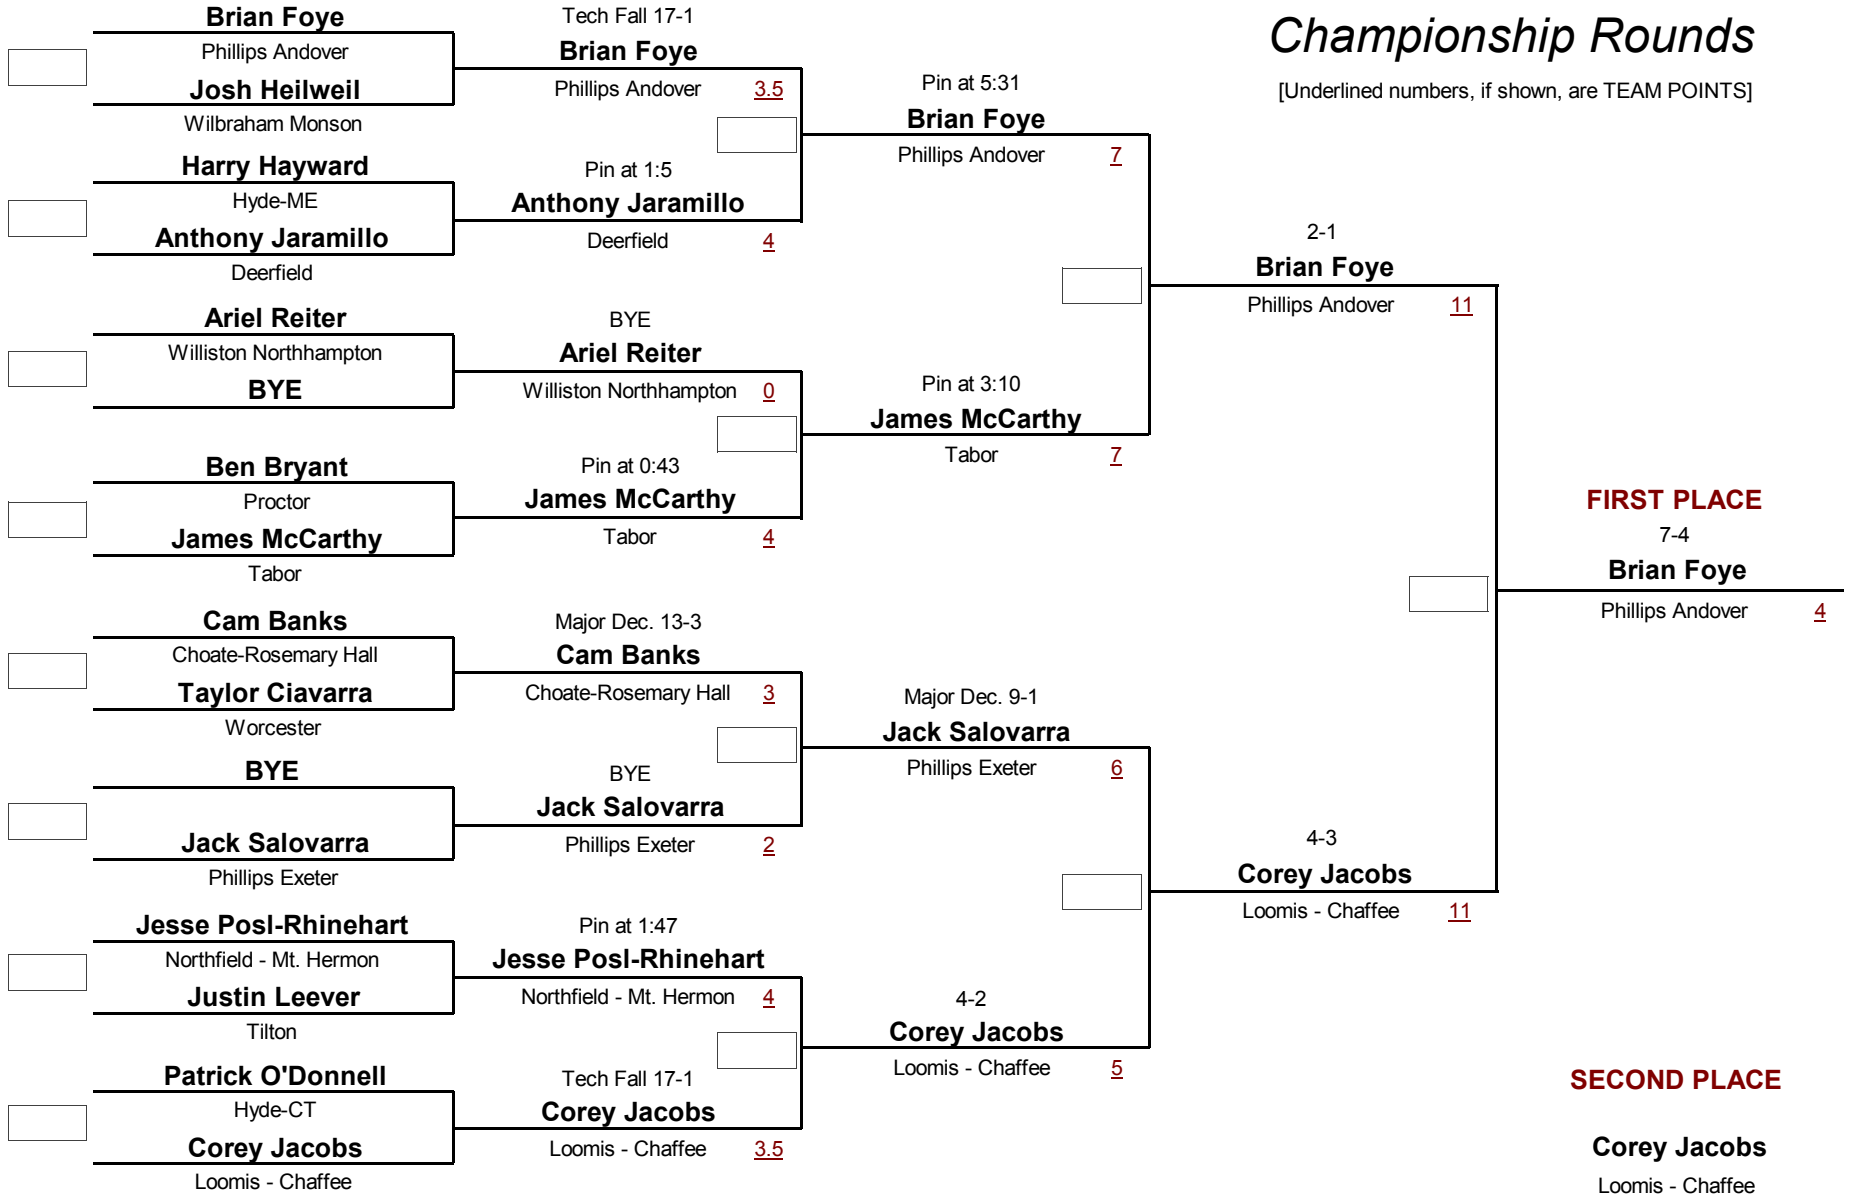 Championship Rounds
[Underlined numbers, if shown, are TEAM POINTS]
Brian Foye
Phillips Andover
Josh Heilweil
Wilbraham Monson
Harry Hayward
Hyde-ME
Anthony Jaramillo
Deerfield
Ariel Reiter
Williston Northhampton
BYE
Ben Bryant
Proctor
James McCarthy
Tabor
Cam Banks
Choate-Rosemary Hall
Taylor Ciavarra
Worcester
BYE
Jack Salovarra
Phillips Exeter
Jesse Posl-Rhinehart
Northfield - Mt. Hermon
Justin Leever
Tilton
Patrick O'Donnell
Hyde-CT
Corey Jacobs
Loomis - Chaffee
Tech Fall 17-1
Brian Foye
Phillips Andover 3.5
Pin at 1:5
Anthony Jaramillo
Deerfield 4
BYE
Ariel Reiter
Williston Northhampton 0
Pin at 0:43
James McCarthy
Tabor 4
Major Dec. 13-3
Cam Banks
Choate-Rosemary Hall 3
BYE
Jack Salovarra
Phillips Exeter 2
Pin at 1:47
Jesse Posl-Rhinehart
Northfield - Mt. Hermon 4
Tech Fall 17-1
Corey Jacobs
Loomis - Chaffee 3.5
Pin at 5:31
Brian Foye
Phillips Andover 7
Pin at 3:10
James McCarthy
Tabor 7
Major Dec. 9-1
Jack Salovarra
Phillips Exeter 6
4-2
Corey Jacobs
Loomis - Chaffee 5
2-1
Brian Foye
Phillips Andover 11
4-3
Corey Jacobs
Loomis - Chaffee 11
FIRST PLACE
7-4
Brian Foye
Phillips Andover 4
SECOND PLACE
Corey Jacobs
Loomis - Chaffee